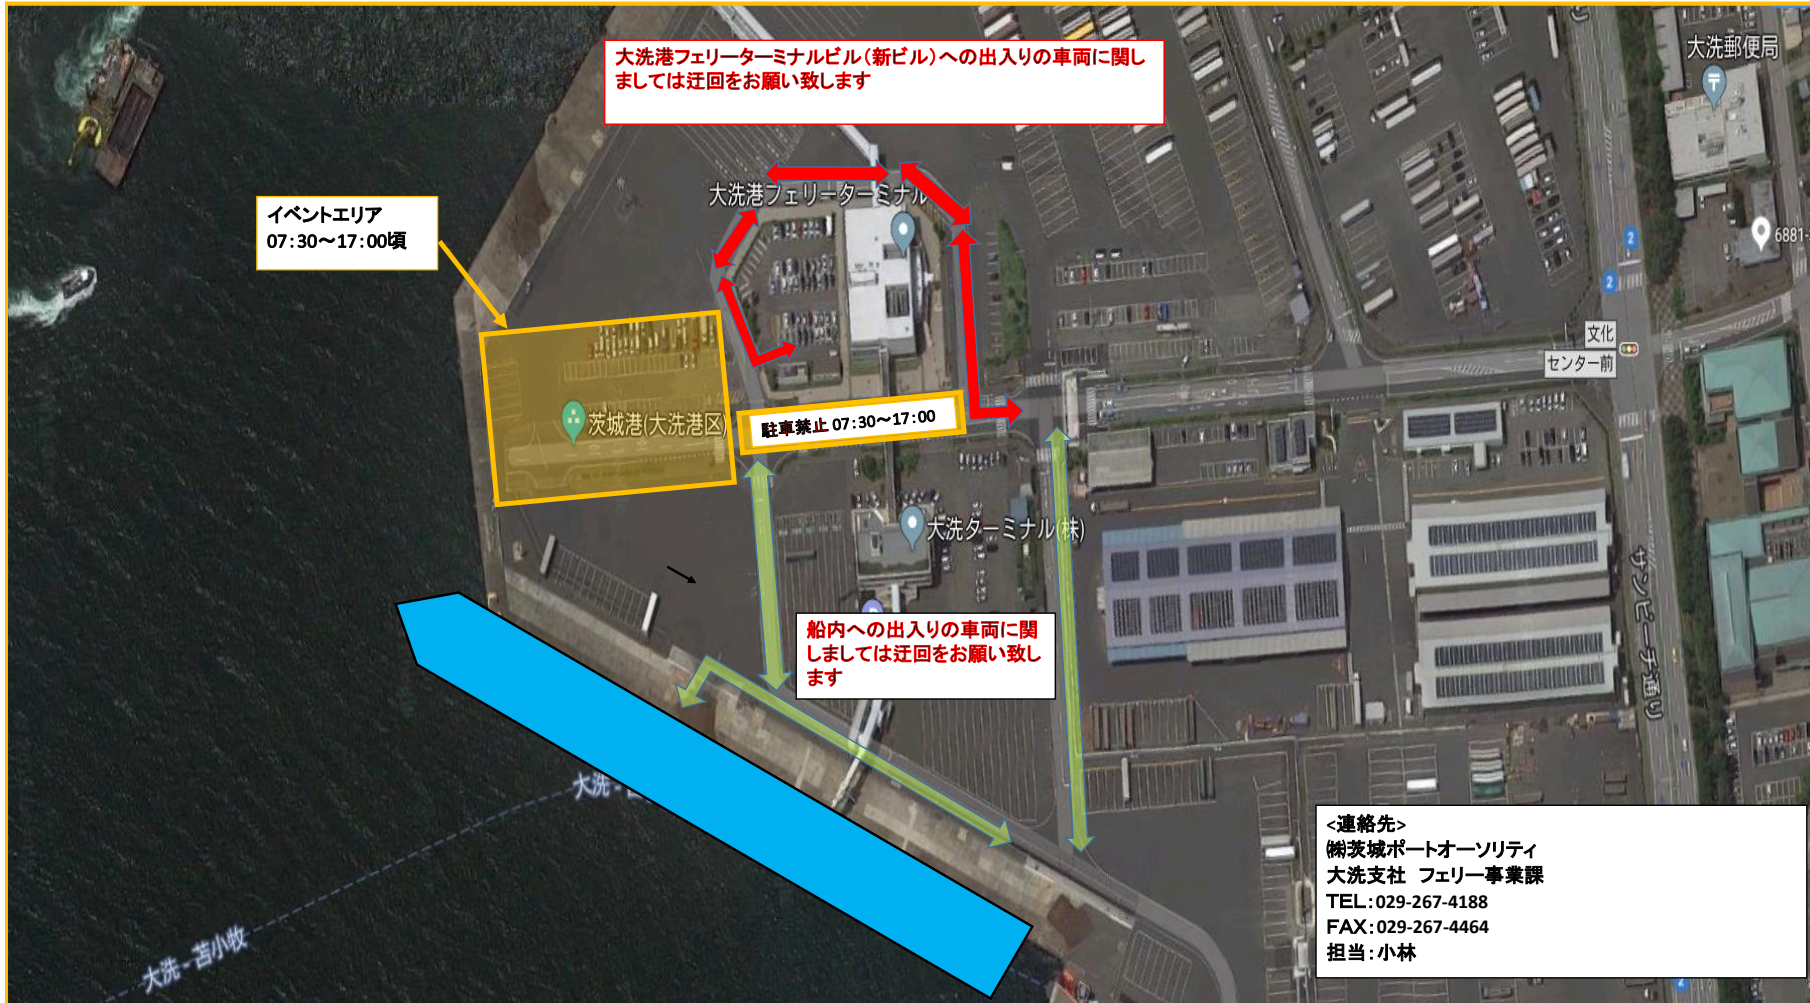 大洗港フェリーターミナルビル（新ビル）への出入りの車両に関し
ましては迂回をお願い致します
大洗郵便局
イベントエリア
07：30～17：00頃
大洗港フェリーターミナル
6881-
2
2
文化
センター前
茨城港(大洗港区)
駐車禁止 07：30～17：00
大洗ターミナル(株)
船内への出入りの車両に関
しましては迂回をお願い致し
ます
サンビーチ通り
大洗 - 苫
大洗 - 苫小牧
<連絡先>
㈱茨城ポートオーソリティ
大洗支社 フェリー事業課
TEL：029-267-4188
FAX：029-267-4464
担当：小林
2